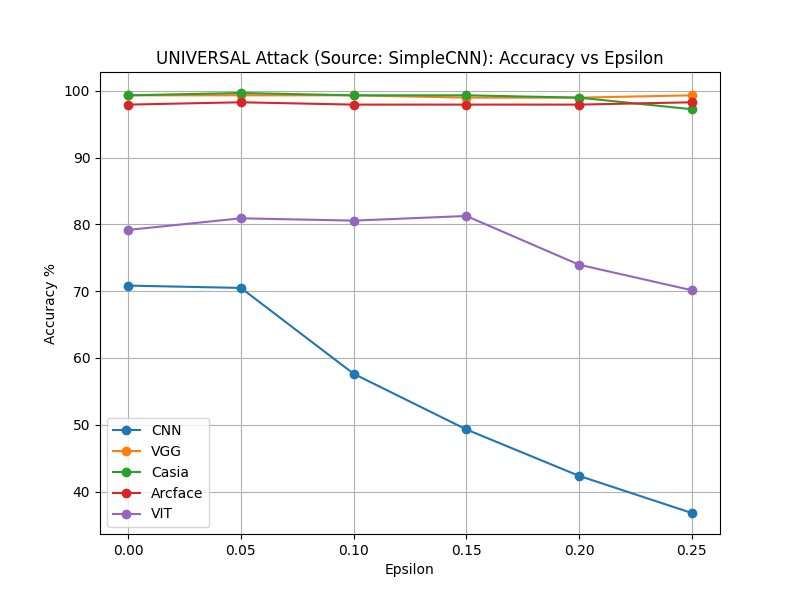 UNIVERSAL Attack (Source: SimpleCNN): Accuracy vs Epsilon
100
90
80
70
60
50
40
Accuracy %
CNN
VGG
Casia
Arcface
VIT
0.00 0.05 0.10 0.15 0.20 0.25
Epsilon